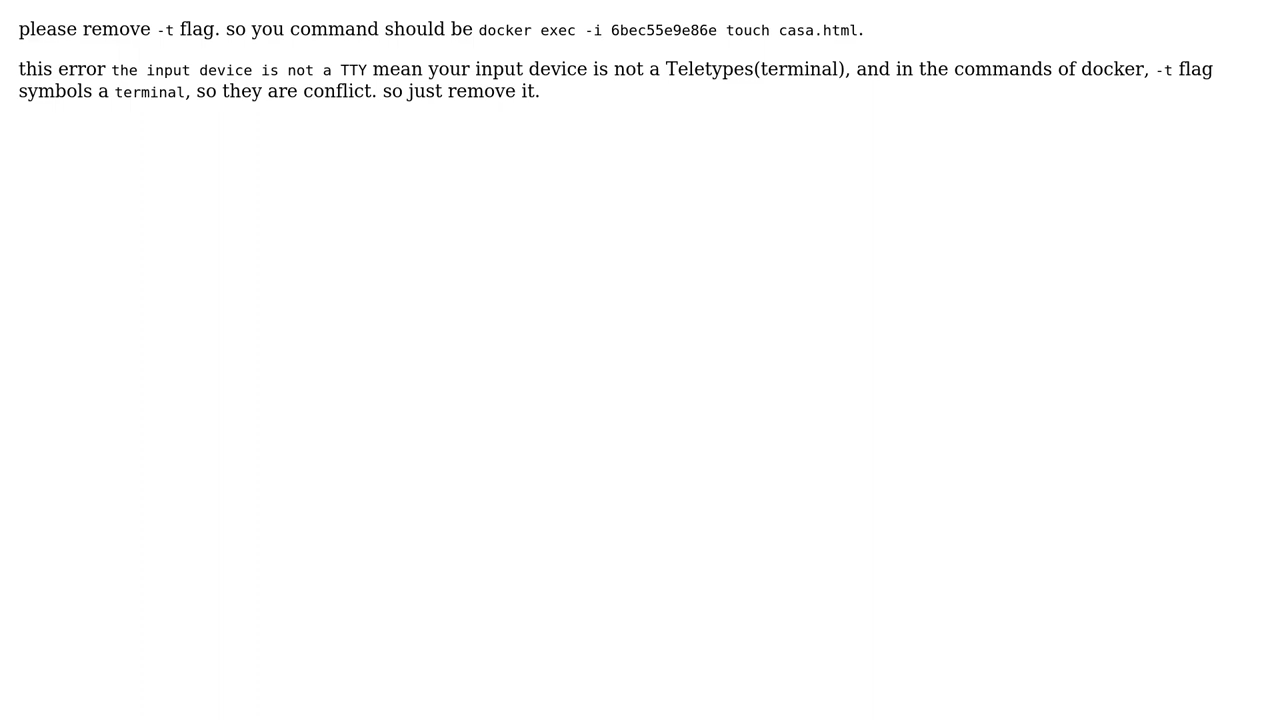 please remove -t flag. so you command should be docker exec -i 6bec55e9e86e touch casa.html.
this error the input device is not a TTY mean your input device is not a Teletypes(terminal), and in the commands of docker, -t flag
symbols a terminal, so they are conflict. so just remove it.